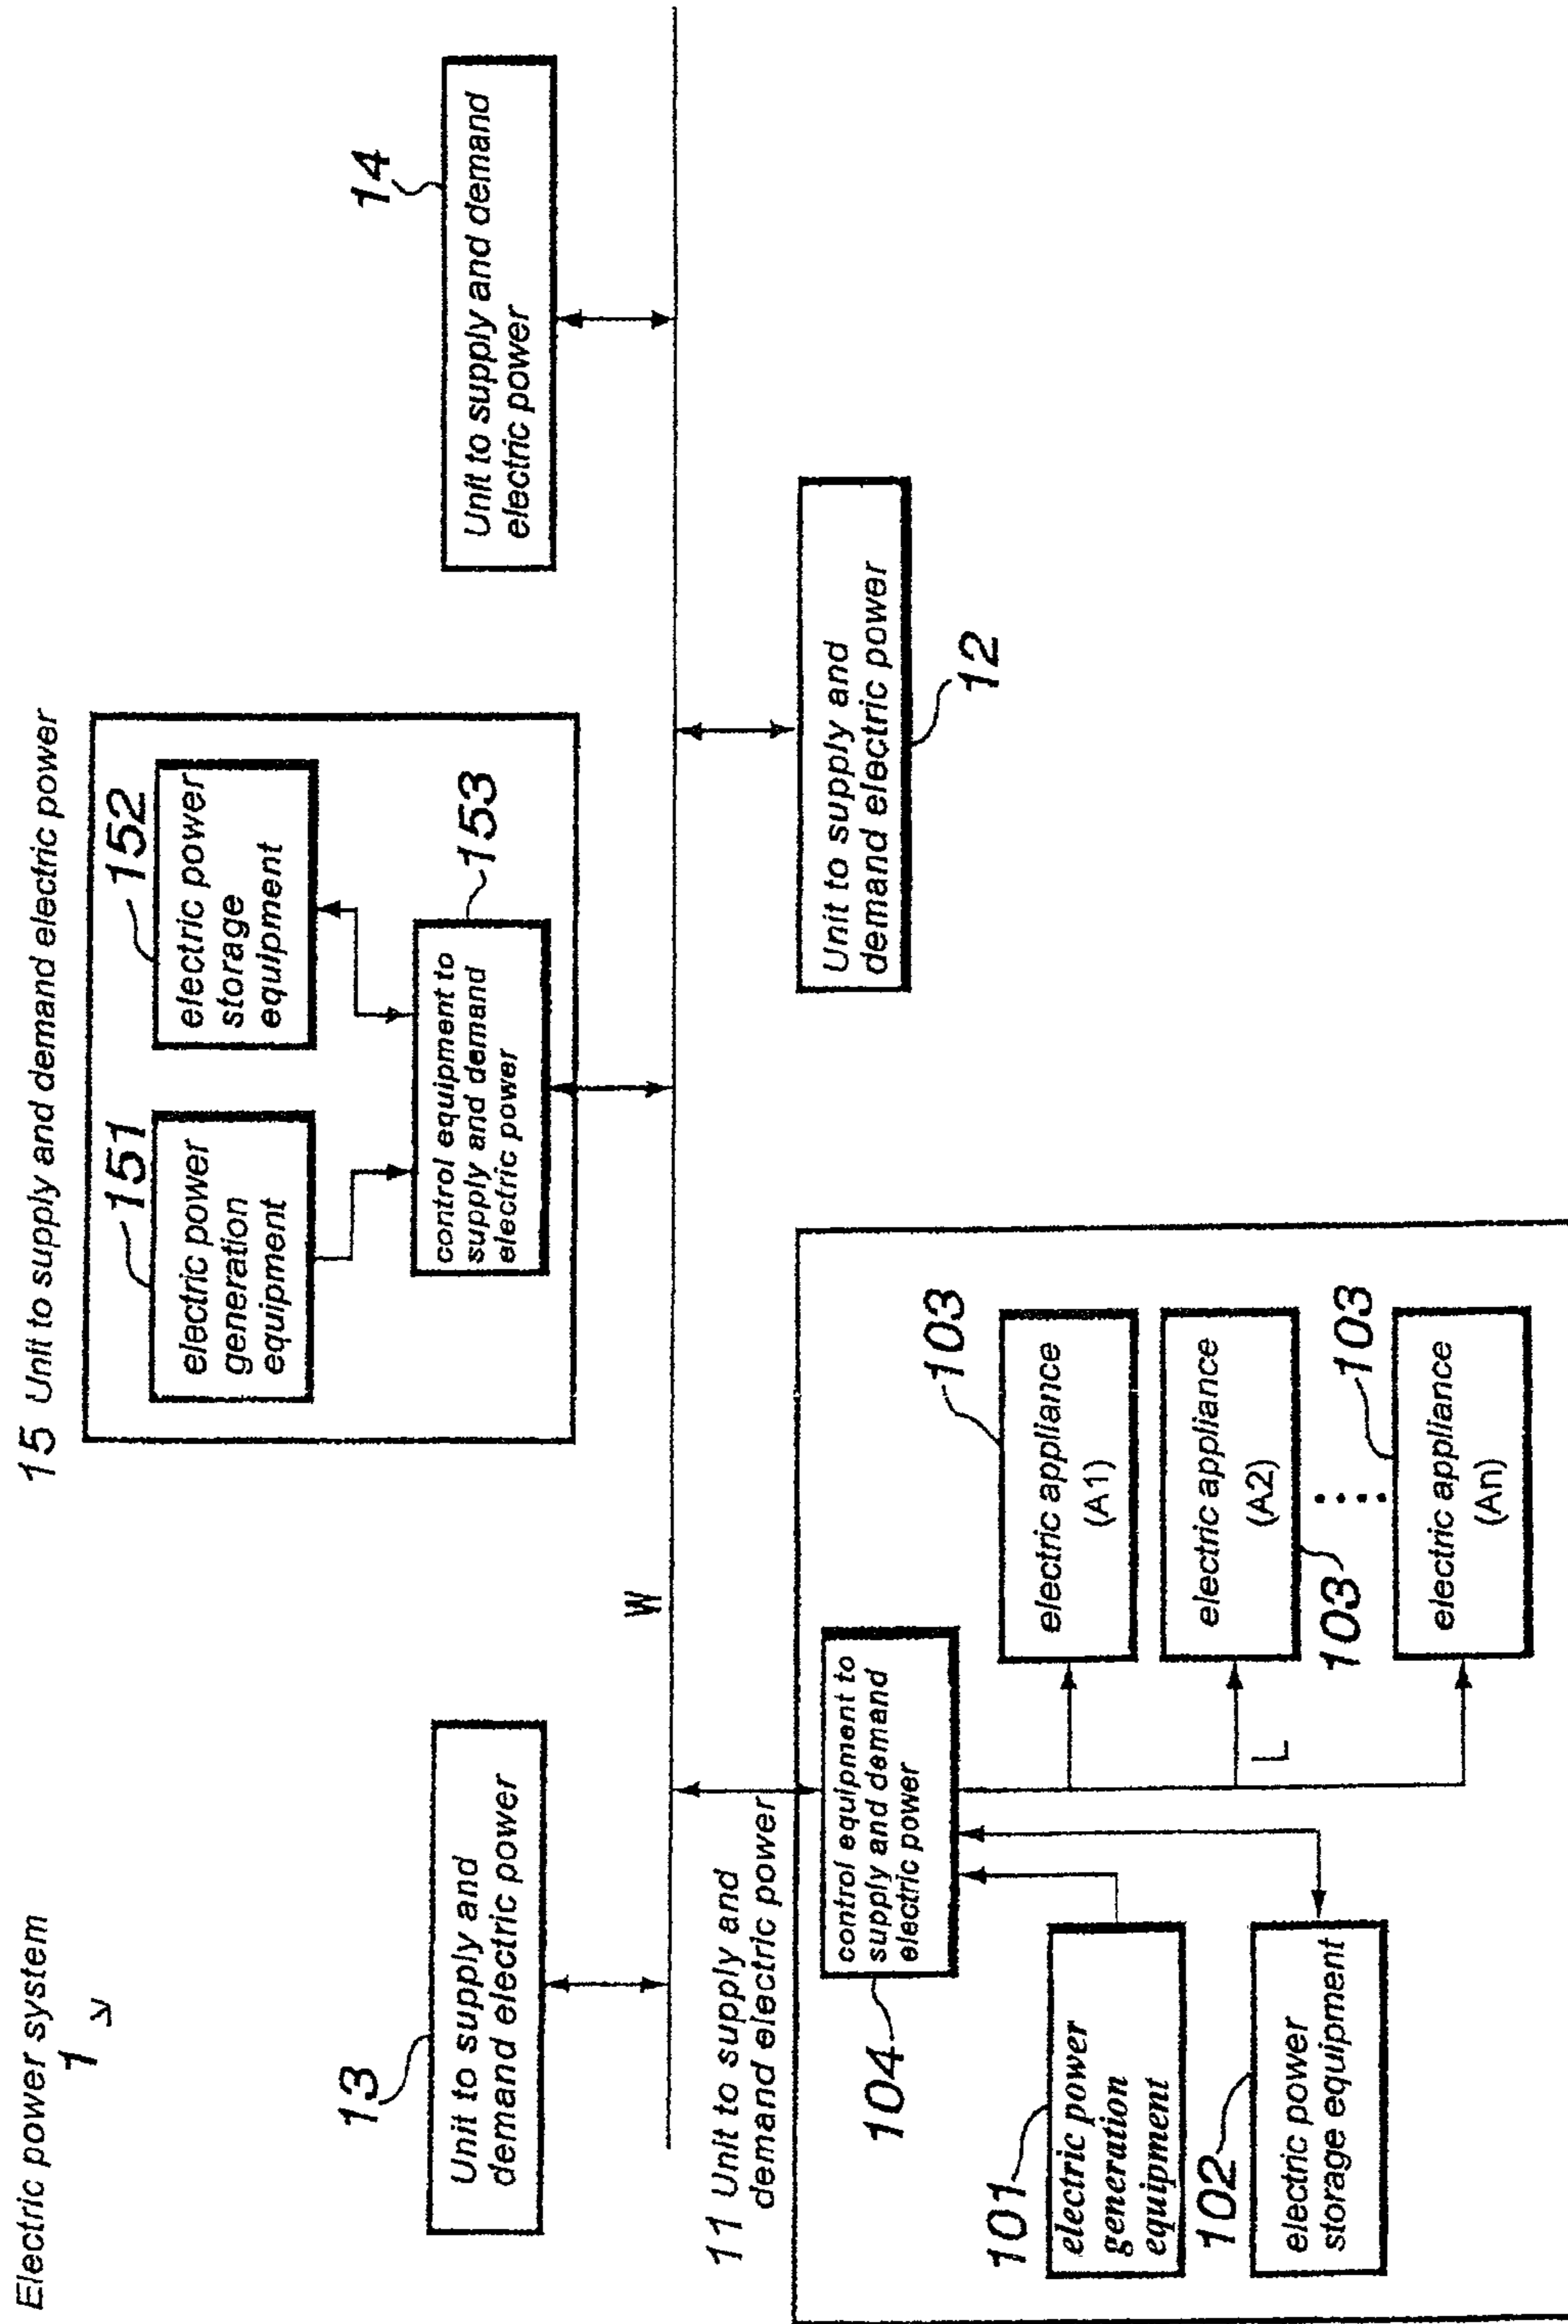 Electric power system
1
15 Unit to supply and demand electric power
151
electric power
generation
equipment
152
electric power
storage
equipment
control equipment to
supply and demand
electric power
153
13
Unit to supply and
demand electric power
14
Unit to supply and demand
electric power
W
11 Unit to supply and
demand electric power
Unit to supply and
demand electric power
12
control equipment to
supply and demand
electric power
104
101
electric power
generation
equipment
102
electric power
storage equipment
L
103
electric appliance
(A1)
electric appliance
(A2)
103
103
electric appliance
(An)